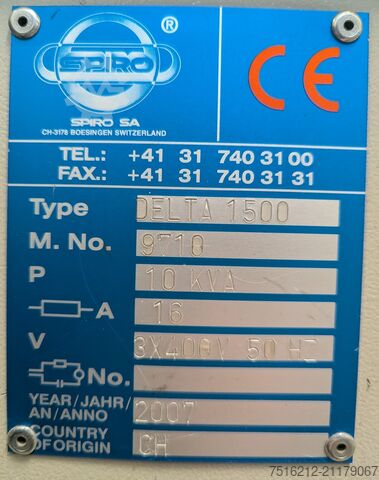 SPIRO
®
SPIRO SA
CH-3178 BOESINGEN SWITZERLAND
CE
TEL.: +41 31 740 31 00
FAX.: +41 31 740 31 31
Type DELTA 1500
M. No. 9718
P 10 KVA
A 16
V 3X400V 50 HZ
No.
YEAR/JAHR/
AN/ANNO 2007
COUNTRY
OF ORIGIN CH
7516212-21179067